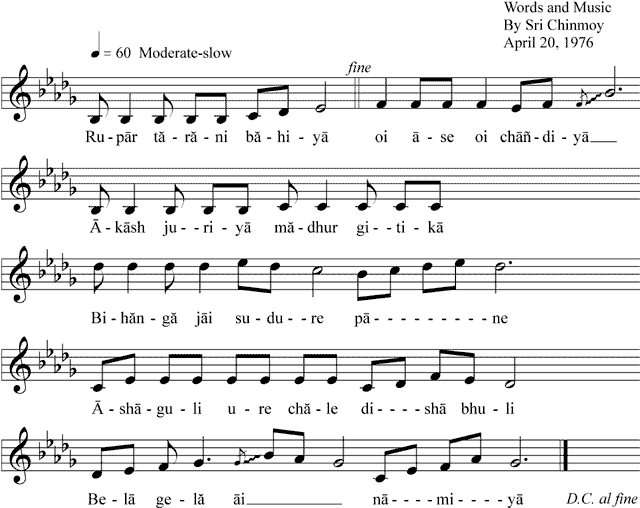 Words and Music
By Sri Chinmoy
April 20, 1976
♩ = 60 Moderate-slow
fine
Ru-pār tă-ră-ni bă-hi-yā oi ā-se oi chāñ-di-yā
Ā-kāsh ju-ri-yā mă-dhur gi-ti-kā
Bi-hăn-gă jāi su-du--re pā---------ne
Ā-shā-gu-li u-re chă-le di----shā bhu-li
Be-lā ge-lă āi nā----mi----yā D.C. al fine